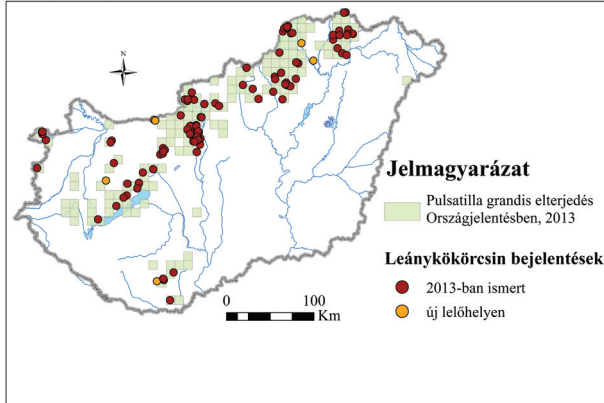 N
Jelmagyarázat
Pulsatilla grandis elterjedés
Országjelentésben, 2013
Leánykökörcsin bejelentések
2013-ban ismert
új lelőhelyen
0 100
Km